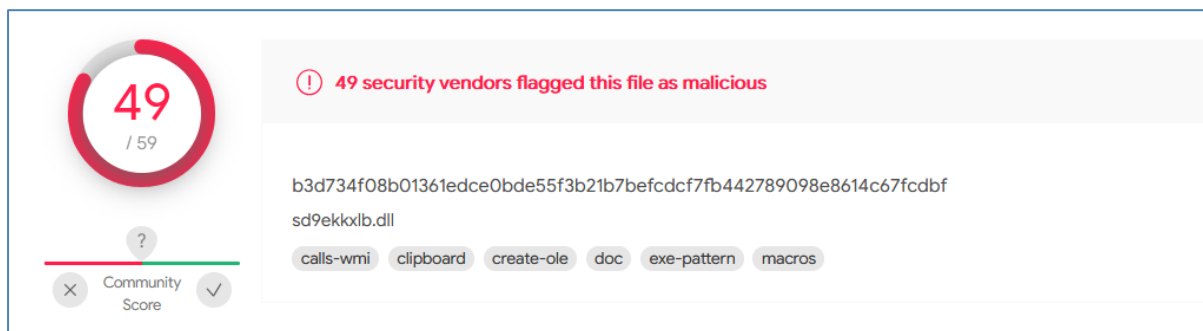 49
/ 59
?
Community
Score
49 security vendors flagged this file as malicious
b3d734f08b01361edce0bde55f3b21b7befcdcf7fb442789098e8614c67fcdbf
sd9ekkxlb.dll
calls-wmi clipboard create-ole doc exe-pattern macros